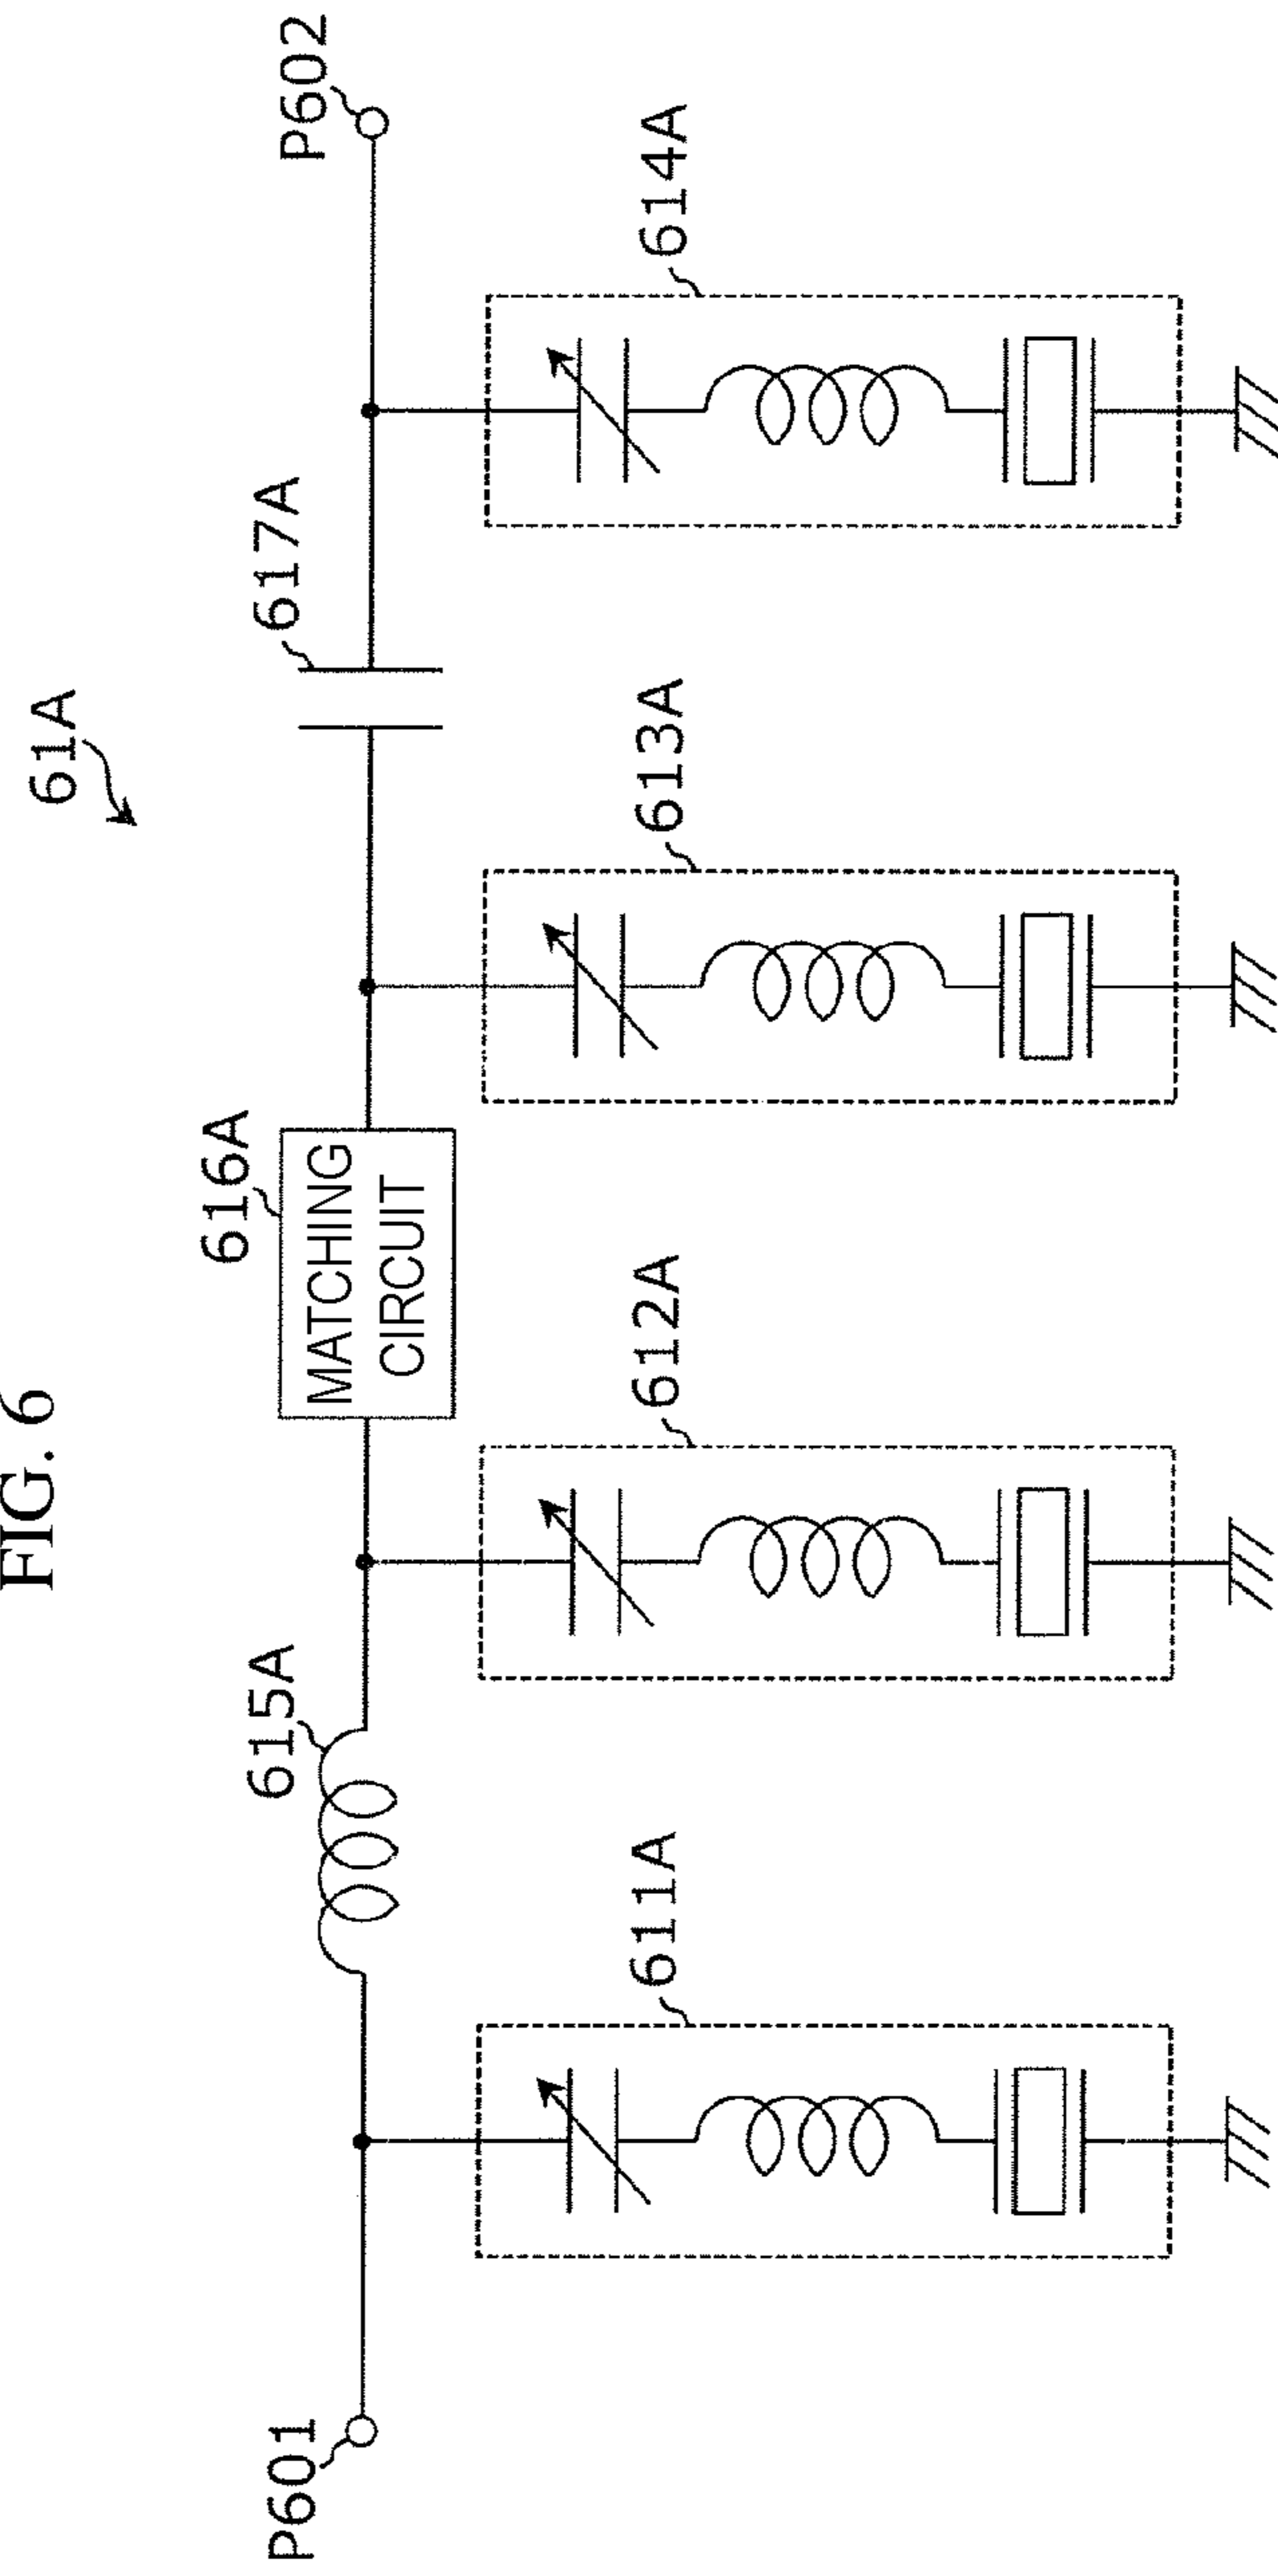 FIG. 6
61A
P601
615A
616A
617A
P602
MATCHING
CIRCUIT
611A
612A
613A
614A